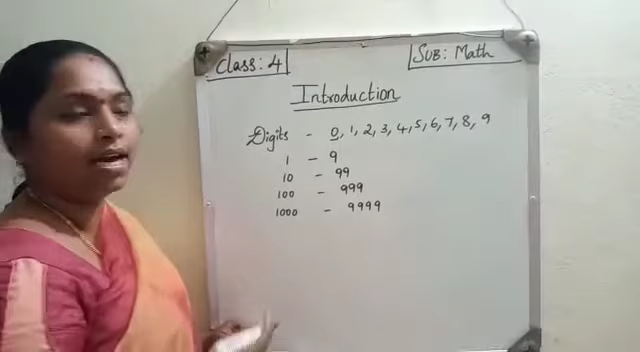 Class: 4
SUB: Math
Introduction
Digits - 0, 1, 2, 3, 4, 5, 6, 7, 8, 9
1 - 9
10 - 99
100 - 999
1000 - 9999